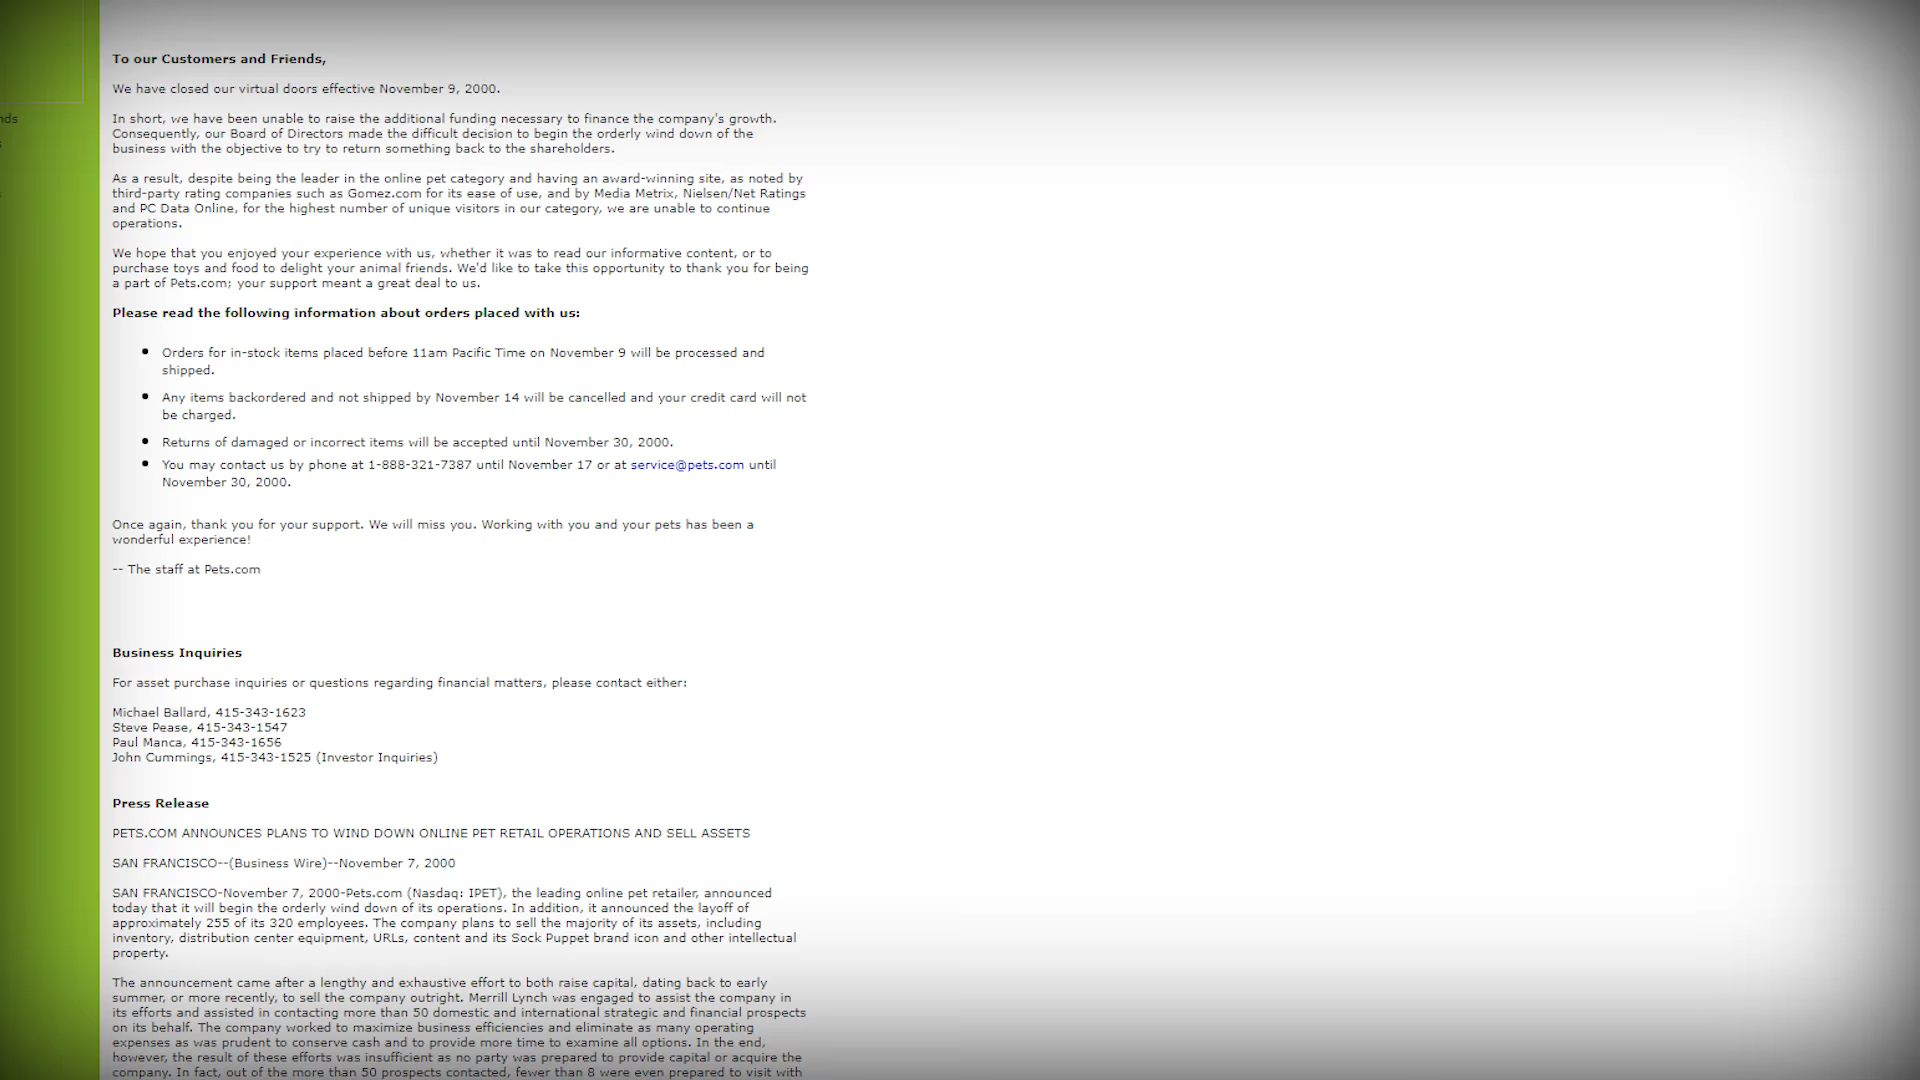 To our Customers and Friends,
We have closed our virtual doors effective November 9, 2000.
In short, we have been unable to raise the additional funding necessary to finance the company's growth.
Consequently, our Board of Directors made the difficult decision to begin the orderly wind down of the
business with the objective to try to return something back to the shareholders.
As a result, despite being the leader in the online pet category and having an award-winning site, as noted by
third-party rating companies such as Gomez.com for its ease of use, and by Media Metrix, Nielsen/Net Ratings
and PC Data Online, for the highest number of unique visitors in our category, we are unable to continue
operations.
We hope that you enjoyed your experience with us, whether it was to read our informative content, or to
purchase toys and food to delight your animal friends. We'd like to take this opportunity to thank you for being
a part of Pets.com; your support meant a great deal to us.
Please read the following information about orders placed with us:
Orders for in-stock items placed before 11am Pacific Time on November 9 will be processed and
shipped.
Any items backordered and not shipped by November 14 will be cancelled and your credit card will not
be charged.
Returns of damaged or incorrect items will be accepted until November 30, 2000.
You may contact us by phone at 1-888-321-7387 until November 17 or at service@pets.com until
November 30, 2000.
Once again, thank you for your support. We will miss you. Working with you and your pets has been a
wonderful experience!
-- The staff at Pets.com
Business Inquiries
For asset purchase inquiries or questions regarding financial matters, please contact either:
Michael Ballard, 415-343-1623
Steve Pease, 415-343-1547
Paul Manca, 415-343-1656
John Cummings, 415-343-1525 (Investor Inquiries)
Press Release
PETS.COM ANNOUNCES PLANS TO WIND DOWN ONLINE PET RETAIL OPERATIONS AND SELL ASSETS
SAN FRANCISCO--(Business Wire)--November 7, 2000
SAN FRANCISCO-November 7, 2000-Pets.com (Nasdaq: IPET), the leading online pet retailer, announced
today that it will begin the orderly wind down of its operations. In addition, it announced the layoff of
approximately 255 of its 320 employees. The company plans to sell the majority of its assets, including
inventory, distribution center equipment, URLs, content and its Sock Puppet brand icon and other intellectual
property.
The announcement came after a lengthy and exhaustive effort to both raise capital, dating back to early
summer, or more recently, to sell the company outright. Merrill Lynch was engaged to assist the company in
its efforts and assisted in contacting more than 50 domestic and international strategic and financial prospects
on its behalf. The company worked to maximize business efficiencies and eliminate as many operating
expenses as was prudent to conserve cash and to provide more time to examine all options. In the end,
however, the result of these efforts was insufficient as no party was prepared to provide capital or acquire the
company. In fact, out of the more than 50 prospects contacted, fewer than 8 were even prepared to visit with